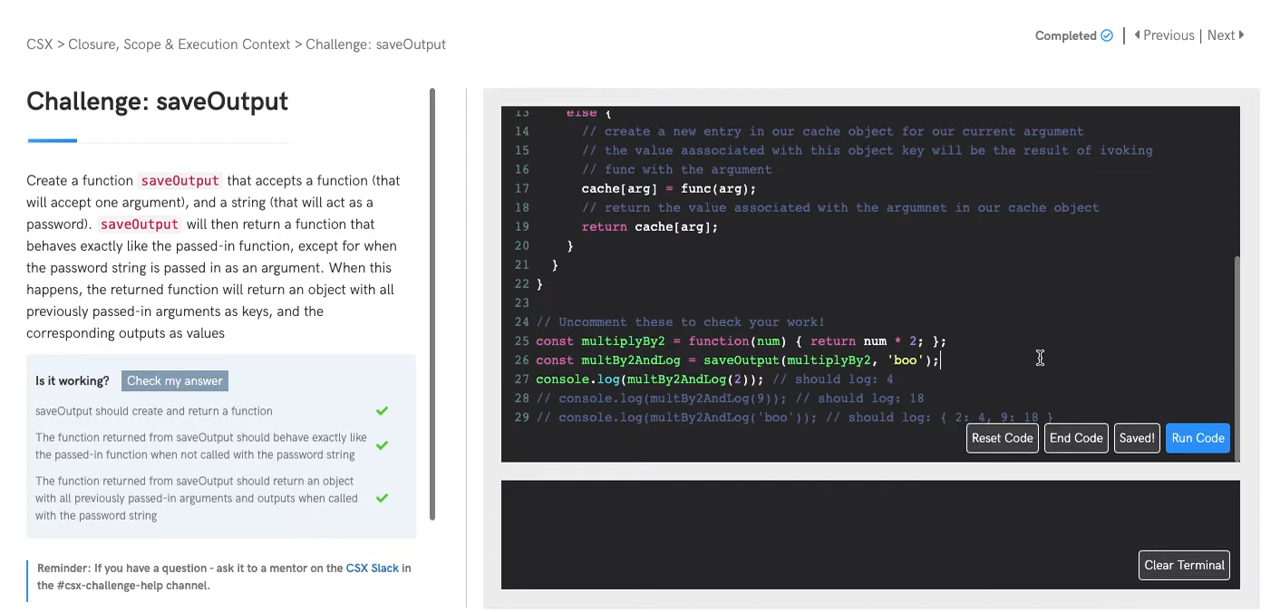 CSX > Closure, Scope & Execution Context > Challenge: saveOutput
Completed | Previous | Next
Challenge: saveOutput
Create a function saveOutput that accepts a function (that
will accept one argument), and a string (that will act as a
password). saveOutput will then return a function that
behaves exactly like the passed-in function, except for when
the password string is passed in as an argument. When this
happens, the returned function will return an object with all
previously passed-in arguments as keys, and the
corresponding outputs as values
Is it working? Check my answer
saveOutput should create and return a function
The function returned from saveOutput should behave exactly like
the passed-in function when not called with the password string
The function returned from saveOutput should return an object
with all previously passed-in arguments and outputs when called
with the password string
Reminder: If you have a question - ask it to a mentor on the CSX Slack in
the #csx-challenge-help channel.
13 else {
14 // create a new entry in our cache object for our current argument
15 // the value aassociated with this object key will be the result of ivoking
16 // func with the argument
17 cache[arg] = func(arg);
18 // return the value associated with the argumnet in our cache object
19 return cache[arg];
20 }
21 }
22 }
23
24 // Uncomment these to check your work!
25 const multiplyBy2 = function(num) { return num * 2; };
26 const multBy2AndLog = saveOutput(multiplyBy2, 'boo');
27 console.log(multBy2AndLog(2)); // should log: 4
28 // console.log(multBy2AndLog(9)); // should log: 18
29 // console.log(multBy2AndLog('boo')); // should log: { 2: 4, 9: 18 }
Reset Code End Code Saved! Run Code
Clear Terminal